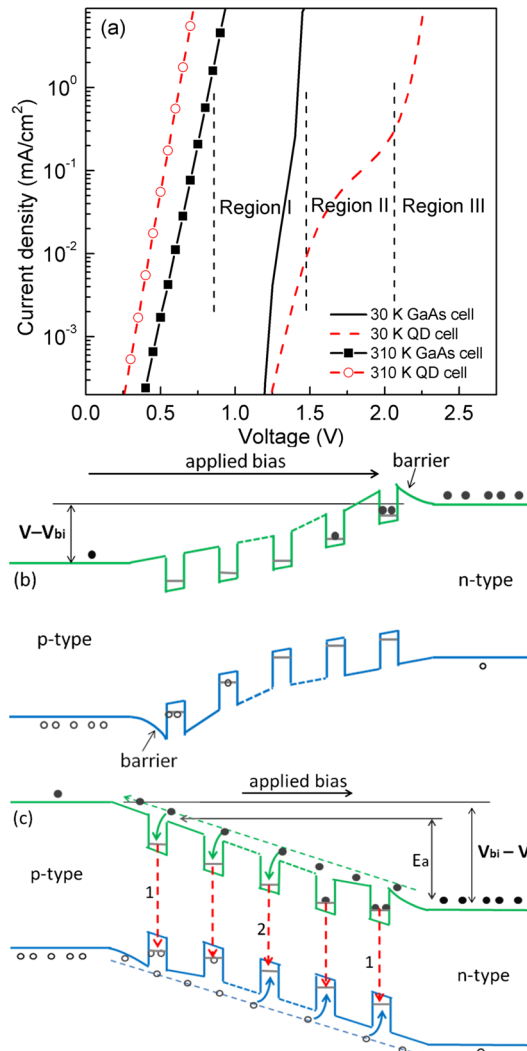 (a)
10⁰
10⁻¹
10⁻²
10⁻³
Current density (mA/cm²)
Region I
Region II
Region III
30 K GaAs cell
30 K QD cell
310 K GaAs cell
310 K QD cell
0.0 0.5 1.0 1.5 2.0 2.5
Voltage (V)
applied bias
barrier
V−Vbi
(b)
n-type
p-type
barrier
applied bias
(c)
Ea
Vbi − V
p-type
1
2
1
n-type